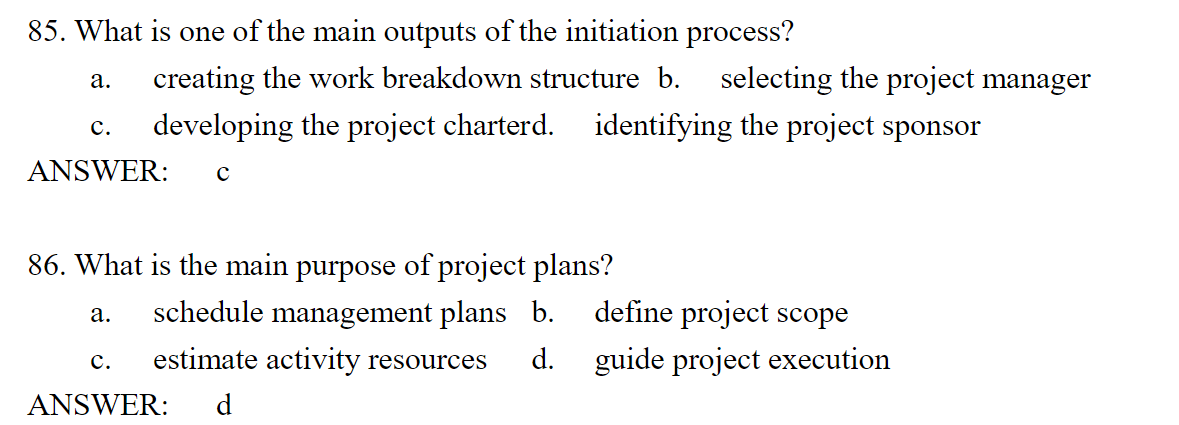 85. What is one of the main outputs of the initiation process?
a. creating the work breakdown structure b. selecting the project manager
c. developing the project charterd. identifying the project sponsor
ANSWER: c
86. What is the main purpose of project plans?
a. schedule management plans b. define project scope
c. estimate activity resources d. guide project execution
ANSWER: d